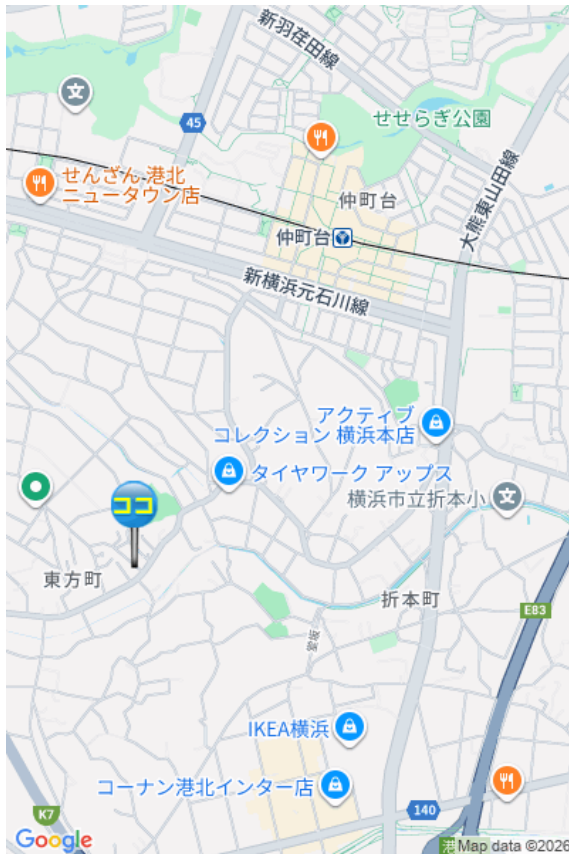 新羽荏田線
せせらぎ公園
文
45
せんざん 港北
ニュータウン店
仲町台
大熊東山田線
仲町台
新横浜元石川線
アクティブ
コレクション 横浜本店
タイヤワーク アップス
横浜市立折本小
文
ココ
東方町
折本町
E83
IKEA横浜
コーナン港北インター店
K7
140
Google
港
Map data ©2026